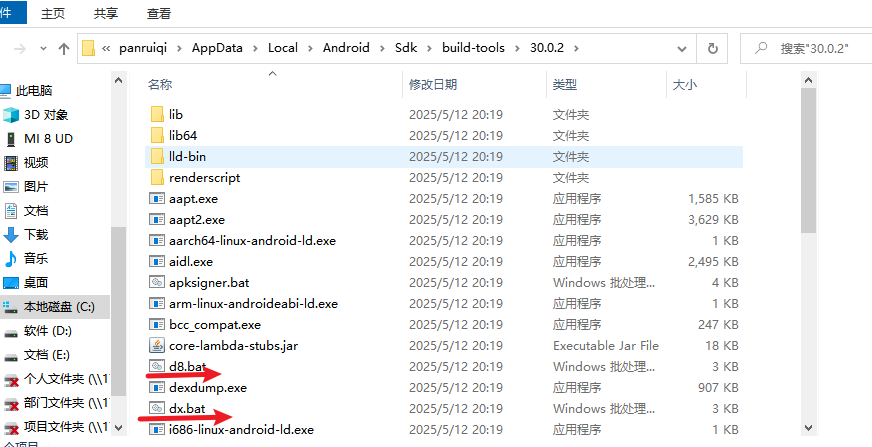 件 主页 共享 查看
« panruiqi > AppData > Local > Android > Sdk > build-tools > 30.0.2 > 搜索"30.0.2"
名称 修改日期 类型 大小
此电脑
3D 对象
MI 8 UD
视频
图片
文档
下载
音乐
桌面
本地磁盘 (C:)
软件 (D:)
文档 (E:)
个人文件夹 (\\1
部门文件夹 (\\1
项目文件夹 (\\1
lib 2025/5/12 20:19 文件夹
lib64 2025/5/12 20:19 文件夹
lld-bin 2025/5/12 20:19 文件夹
renderscript 2025/5/12 20:19 文件夹
aapt.exe 2025/5/12 20:19 应用程序 1,585 KB
aapt2.exe 2025/5/12 20:19 应用程序 3,629 KB
aarch64-linux-android-ld.exe 2025/5/12 20:19 应用程序 1 KB
aidl.exe 2025/5/12 20:19 应用程序 2,495 KB
apksigner.bat 2025/5/12 20:19 Windows 批处理... 4 KB
arm-linux-androideabi-ld.exe 2025/5/12 20:19 应用程序 1 KB
bcc_compat.exe 2025/5/12 20:19 应用程序 247 KB
core-lambda-stubs.jar 2025/5/12 20:19 Executable Jar File 18 KB
d8.bat 2025/5/12 20:19 Windows 批处理... 3 KB
dexdump.exe 2025/5/12 20:19 应用程序 907 KB
dx.bat 2025/5/12 20:19 Windows 批处理... 3 KB
i686-linux-android-ld.exe 2025/5/12 20:19 应用程序 1 KB